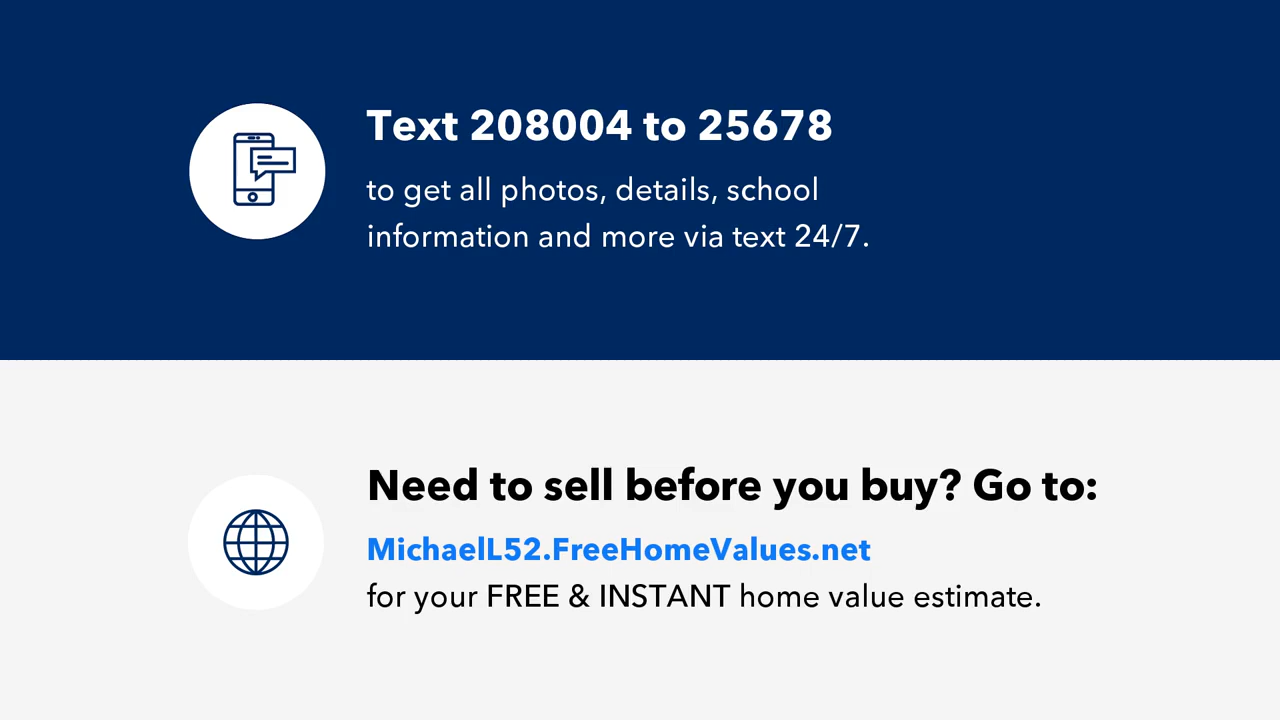 Text 208004 to 25678
to get all photos, details, school
information and more via text 24/7.
Need to sell before you buy? Go to:
MichaelL52.FreeHomeValues.net
for your FREE & INSTANT home value estimate.